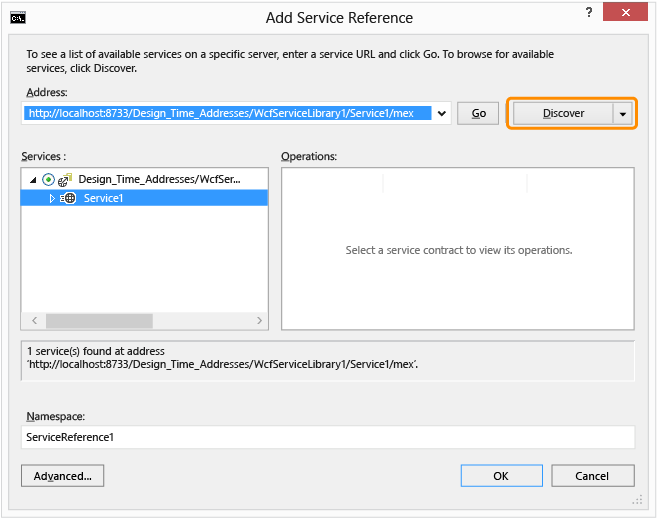 C:\.
Add Service Reference
?
To see a list of available services on a specific server, enter a service URL and click Go. To browse for available
services, click Discover.
Address:
http://localhost:8733/Design_Time_Addresses/WcfServiceLibrary1/Service1/mex
Go
Discover
Services :
Operations:
Design_Time_Addresses/WcfSer...
Service1
Select a service contract to view its operations.
1 service(s) found at address
'http://localhost:8733/Design_Time_Addresses/WcfServiceLibrary1/Service1/mex'.
Namespace:
ServiceReference1
Advanced...
OK
Cancel